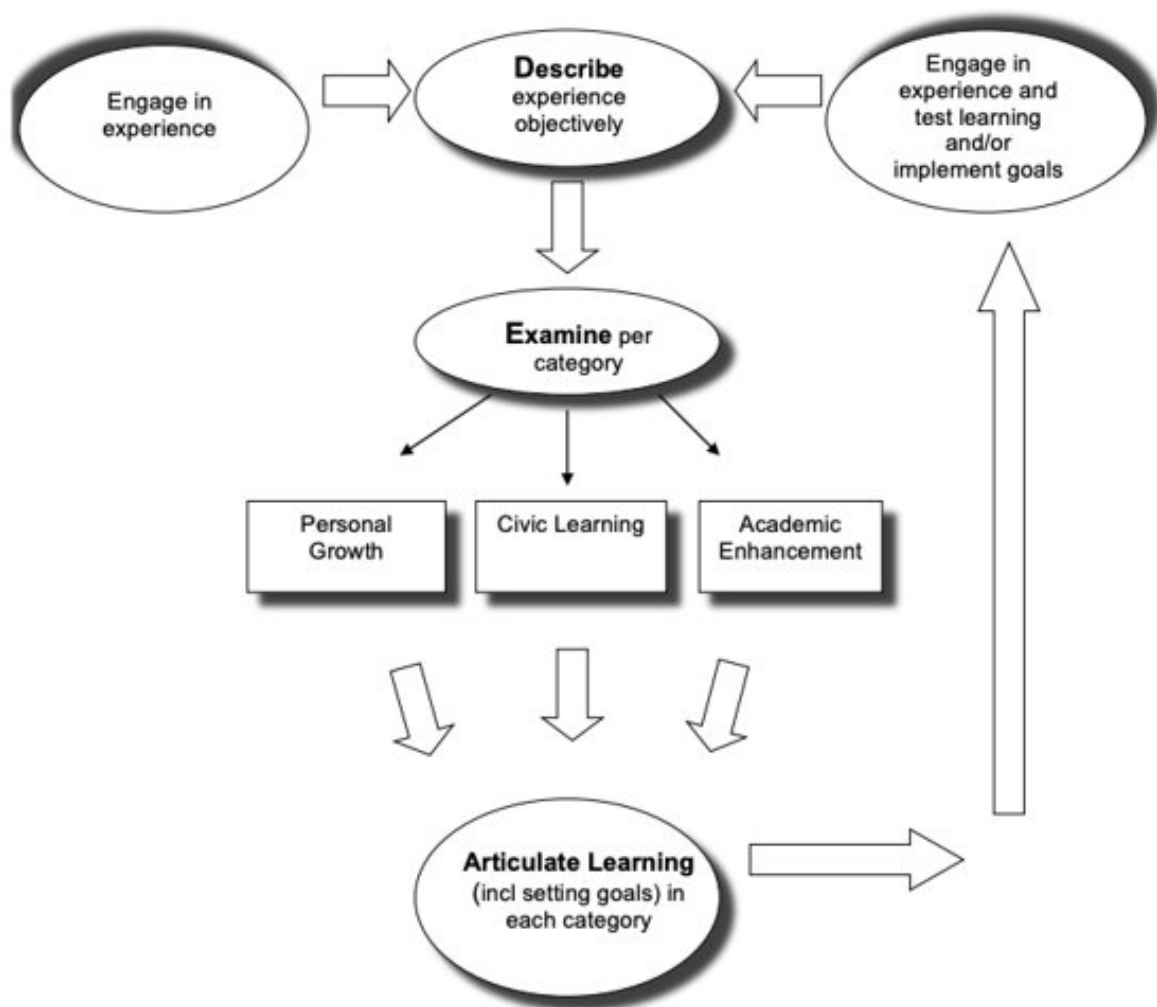 Engage in
experience
Describe
experience
objectively
Engage in
experience and
test learning
and/or
implement goals
Examine per
category
Personal
Growth
Civic Learning
Academic
Enhancement
Articulate Learning
(incl setting goals) in
each category